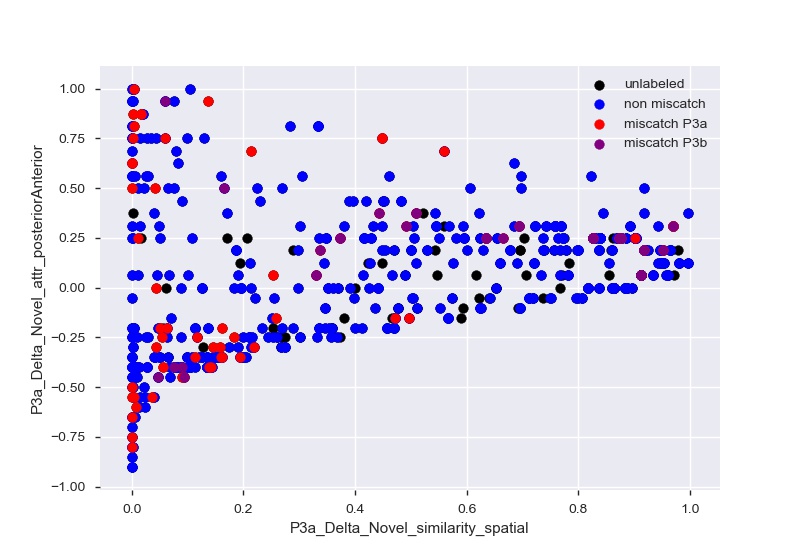 1.00
0.75
0.50
0.25
0.00
−0.25
−0.50
−0.75
−1.00
0.0
0.2
0.4
0.6
0.8
1.0
P3a_Delta_Novel_similarity_spatial
P3a_Delta_Novel_attr_posteriorAnterior
unlabeled
non miscatch
miscatch P3a
miscatch P3b